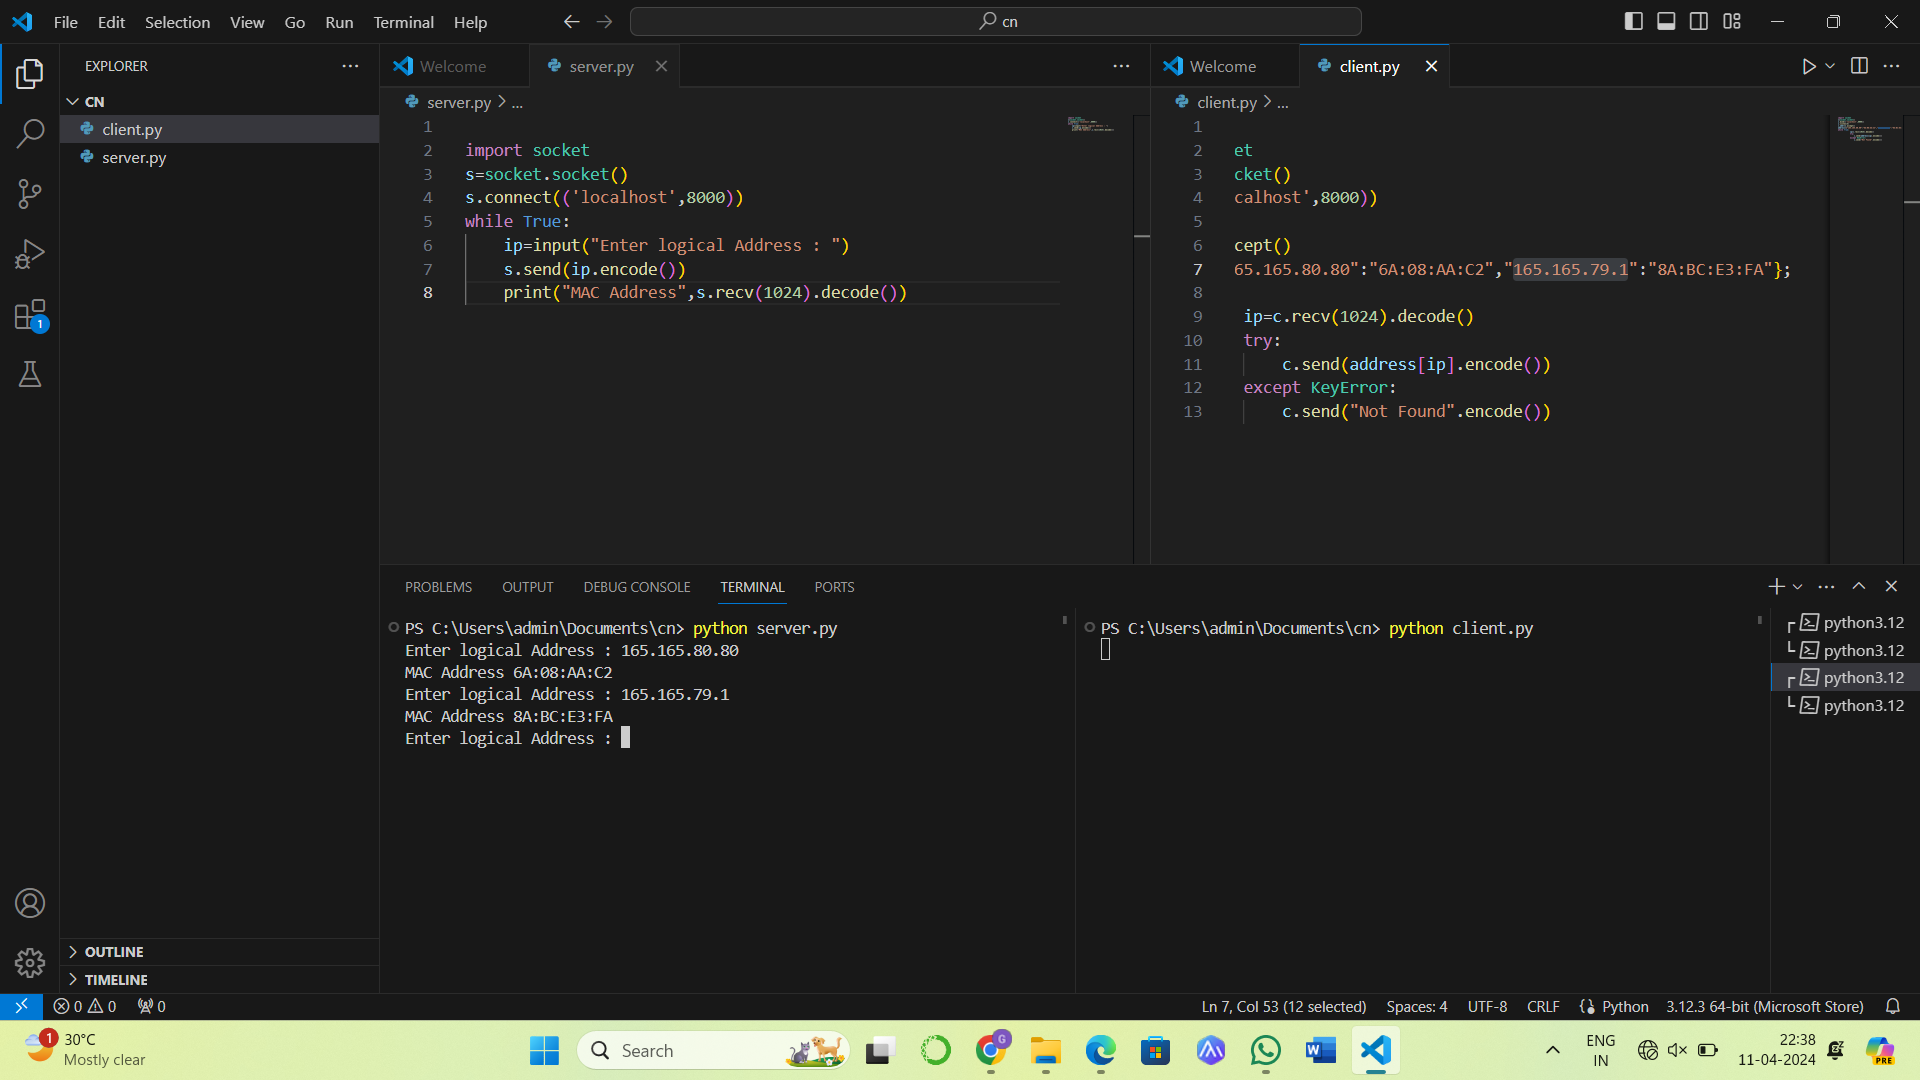 File Edit Selection View Go Run Terminal Help
cn
EXPLORER
CN
client.py
server.py
1
OUTLINE
TIMELINE
Welcome
server.py
server.py > ...
1
2 import socket
3 s=socket.socket()
4 s.connect(('localhost',8000))
5 while True:
6 ip=input("Enter logical Address : ")
7 s.send(ip.encode())
8 print("MAC Address",s.recv(1024).decode())
Welcome
client.py
client.py > ...
1
2 et
3 cket()
4 calhost',8000))
5
6 cept()
7 65.165.80.80":"6A:08:AA:C2","165.165.79.1":"8A:BC:E3:FA"};
8
9 ip=c.recv(1024).decode()
10 try:
11 c.send(address[ip].encode())
12 except KeyError:
13 c.send("Not Found".encode())
PROBLEMS OUTPUT DEBUG CONSOLE TERMINAL PORTS
PS C:\Users\admin\Documents\cn> python server.py
Enter logical Address : 165.165.80.80
MAC Address 6A:08:AA:C2
Enter logical Address : 165.165.79.1
MAC Address 8A:BC:E3:FA
Enter logical Address :
PS C:\Users\admin\Documents\cn> python client.py
python3.12
python3.12
python3.12
python3.12
0 0 0
Ln 7, Col 53 (12 selected) Spaces: 4 UTF-8 CRLF Python 3.12.3 64-bit (Microsoft Store)
1
30°C
Mostly clear
Search
G
W
ENG
IN
22:38
11-04-2024
PRE